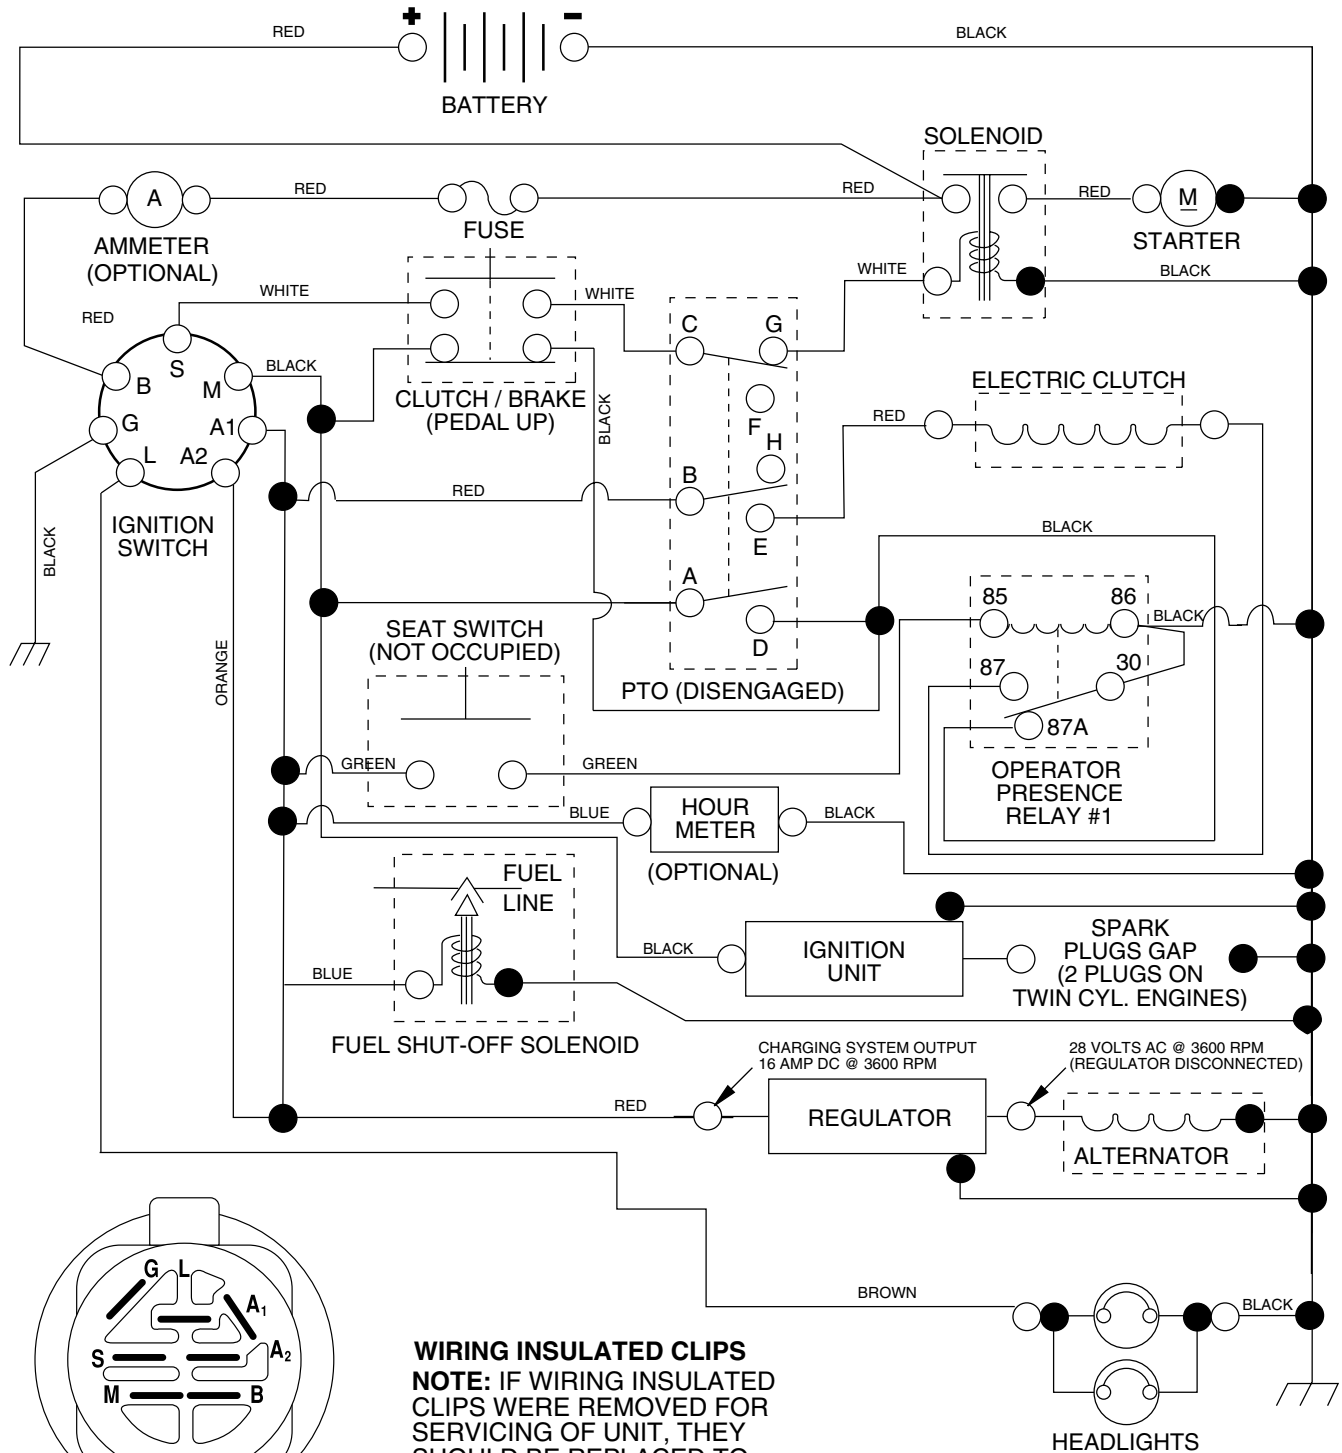 RED
+
-
BLACK
BATTERY
SOLENOID
A
RED
RED
RED
M
AMMETER
(OPTIONAL)
FUSE
STARTER
WHITE
BLACK
WHITE
WHITE
RED
S
B
M
BLACK
G
A1
L
A2
IGNITION
SWITCH
CLUTCH / BRAKE
(PEDAL UP)
BLACK
C
G
F
H
B
E
A
D
RED
ELECTRIC CLUTCH
RED
BLACK
BLACK
ORANGE
SEAT SWITCH
(NOT OCCUPIED)
PTO (DISENGAGED)
85
86
BLACK
87
30
87A
OPERATOR
PRESENCE
RELAY #1
GREEN
GREEN
BLUE
HOUR
METER
BLACK
(OPTIONAL)
FUEL
LINE
BLUE
FUEL SHUT-OFF SOLENOID
BLACK
IGNITION
UNIT
SPARK
PLUGS GAP
(2 PLUGS ON
TWIN CYL. ENGINES)
CHARGING SYSTEM OUTPUT
16 AMP DC @ 3600 RPM
28 VOLTS AC @ 3600 RPM
(REGULATOR DISCONNECTED)
RED
REGULATOR
ALTERNATOR
BROWN
BLACK
HEADLIGHTS
G
L
A1
S
A2
M
B
WIRING INSULATED CLIPS
NOTE: IF WIRING INSULATED
CLIPS WERE REMOVED FOR
SERVICING OF UNIT, THEY
SHOULD BE REPLACED TO